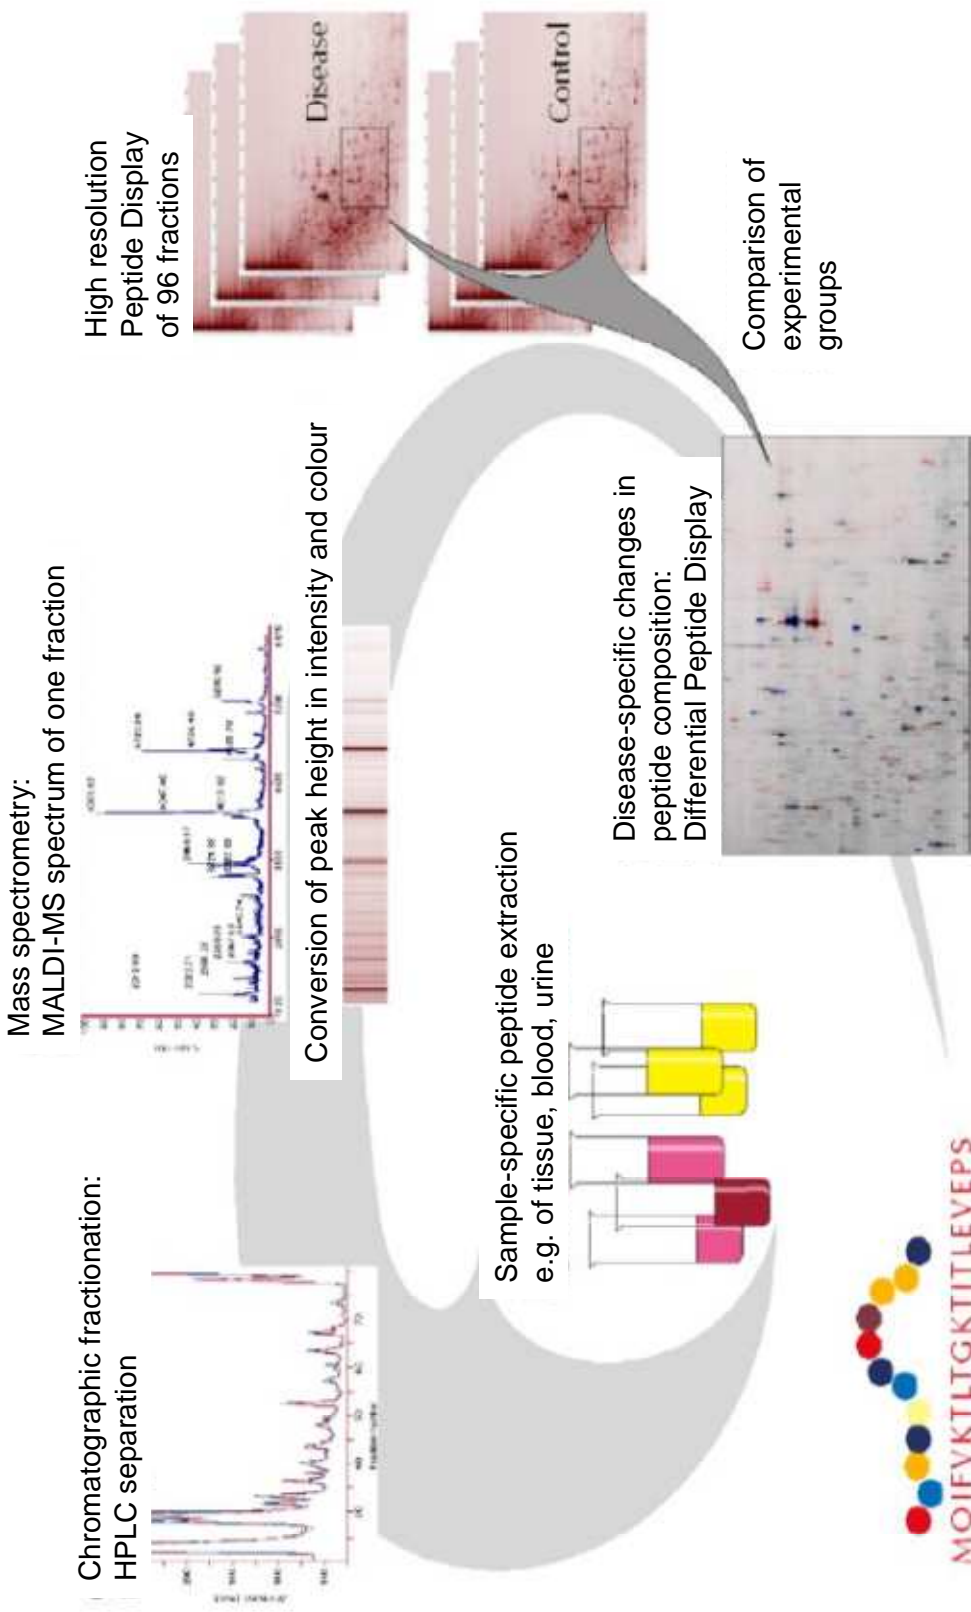 Chromatographic fractionation:
HPLC separation
Mass spectrometry:
MALDI-MS spectrum of one fraction
Conversion of peak height in intensity and colour
High resolution
Peptide Display
of 96 fractions
Disease
Control
Comparison of
experimental
groups
Disease-specific changes in
peptide composition:
Differential Peptide Display
Sample-specific peptide extraction
e.g. of tissue, blood, urine
MQIFVKTLTGKTITLEVEPS